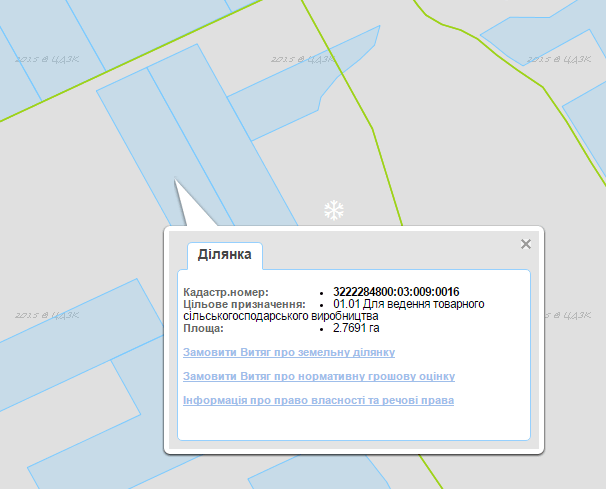 2015 © ЦДЗК
2015 © ЦДЗК
2015 © ЦДЗК
Ділянка
Кадастр.номер: • 3222284800:03:009:0016
Цільове призначення: • 01.01 Для ведення товарного
сільськогосподарського виробництва
Площа: • 2.7691 га
Замовити Витяг про земельну ділянку
Замовити Витяг про нормативну грошову оцінку
Інформація про право власності та речові права
2015 © ЦДЗК
2015 © ЦДЗК